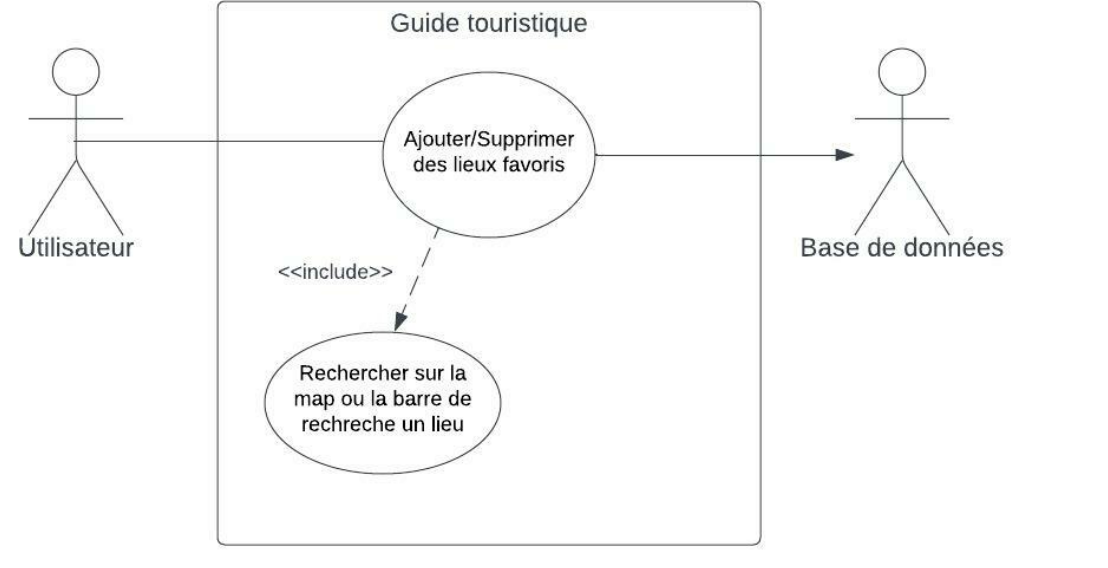 Guide touristique
Ajouter/Supprimer
des lieux favoris
Utilisateur
Base de données
<<include>>
Rechercher sur la
map ou la barre de
rechreche un lieu